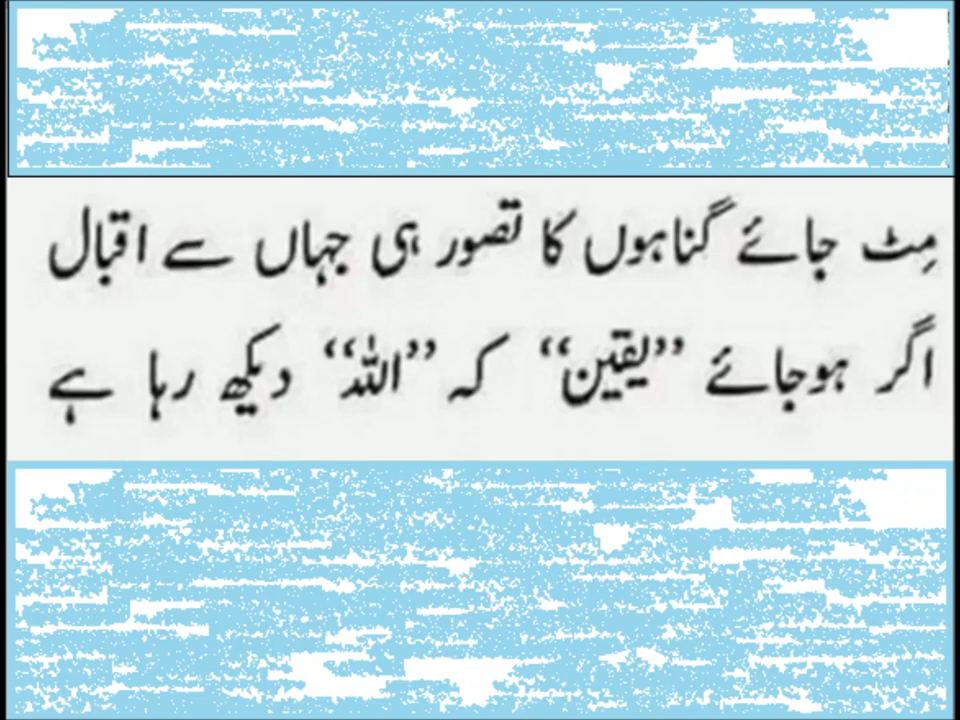 مِٹ جائے گناہوں کا تصور ہی جہاں سے اقبال
اگر ہوجائے ”یقین“ کہ ”اللہ“ دیکھ رہا ہے